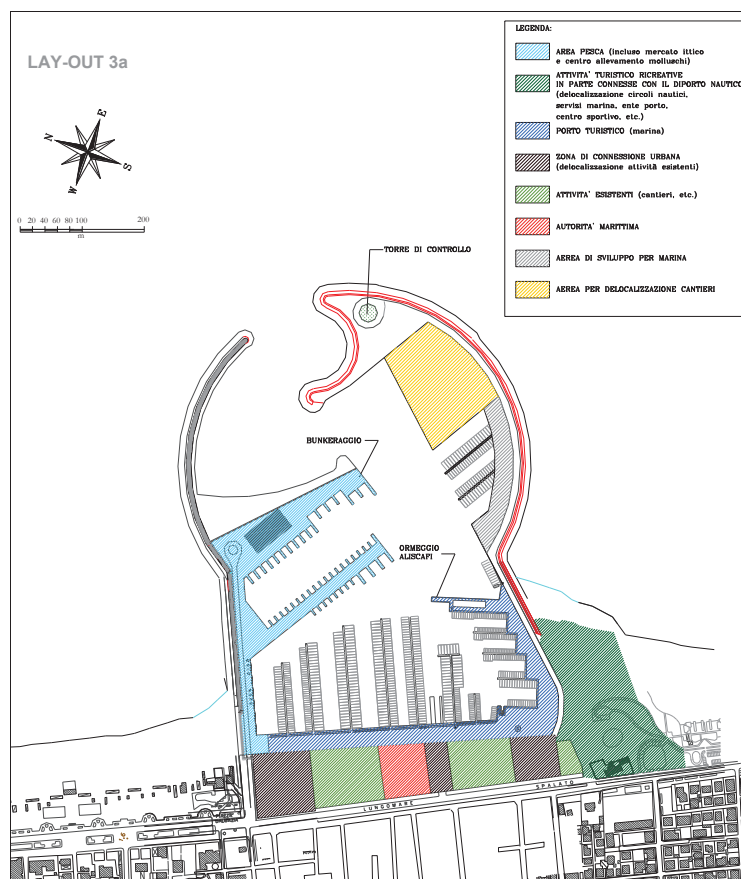 LAY-OUT 3a
N
E
S
W
0 20 40 60 80 100 200
m
LEGENDA:
AREA PESCA (incluso mercato ittico
e centro allevamento molluschi)
ATTIVITA' TURISTICO RICREATIVE
IN PARTE CONNESSE CON IL DIPORTO NAUTICO
(delocalizzazione circoli nautici,
servizi marina, ente porto,
centro sportivo, etc.)
PORTO TURISTICO (marina)
ZONA DI CONNESSIONE URBANA
(delocalizzazione attività esistenti)
ATTIVITA' ESISTENTI (cantieri, etc.)
AUTORITA' MARITTIMA
AEREA DI SVILUPPO PER MARINA
AEREA PER DELOCALIZZAZIONE CANTIERI
TORRE DI CONTROLLO
BUNKERAGGIO
ORMEGGIO
ALISCAFI
LUNGOMARE SPALATO